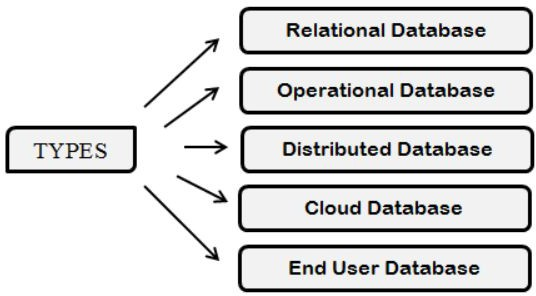 Relational Database
Operational Database
TYPES
Distributed Database
Cloud Database
End User Database